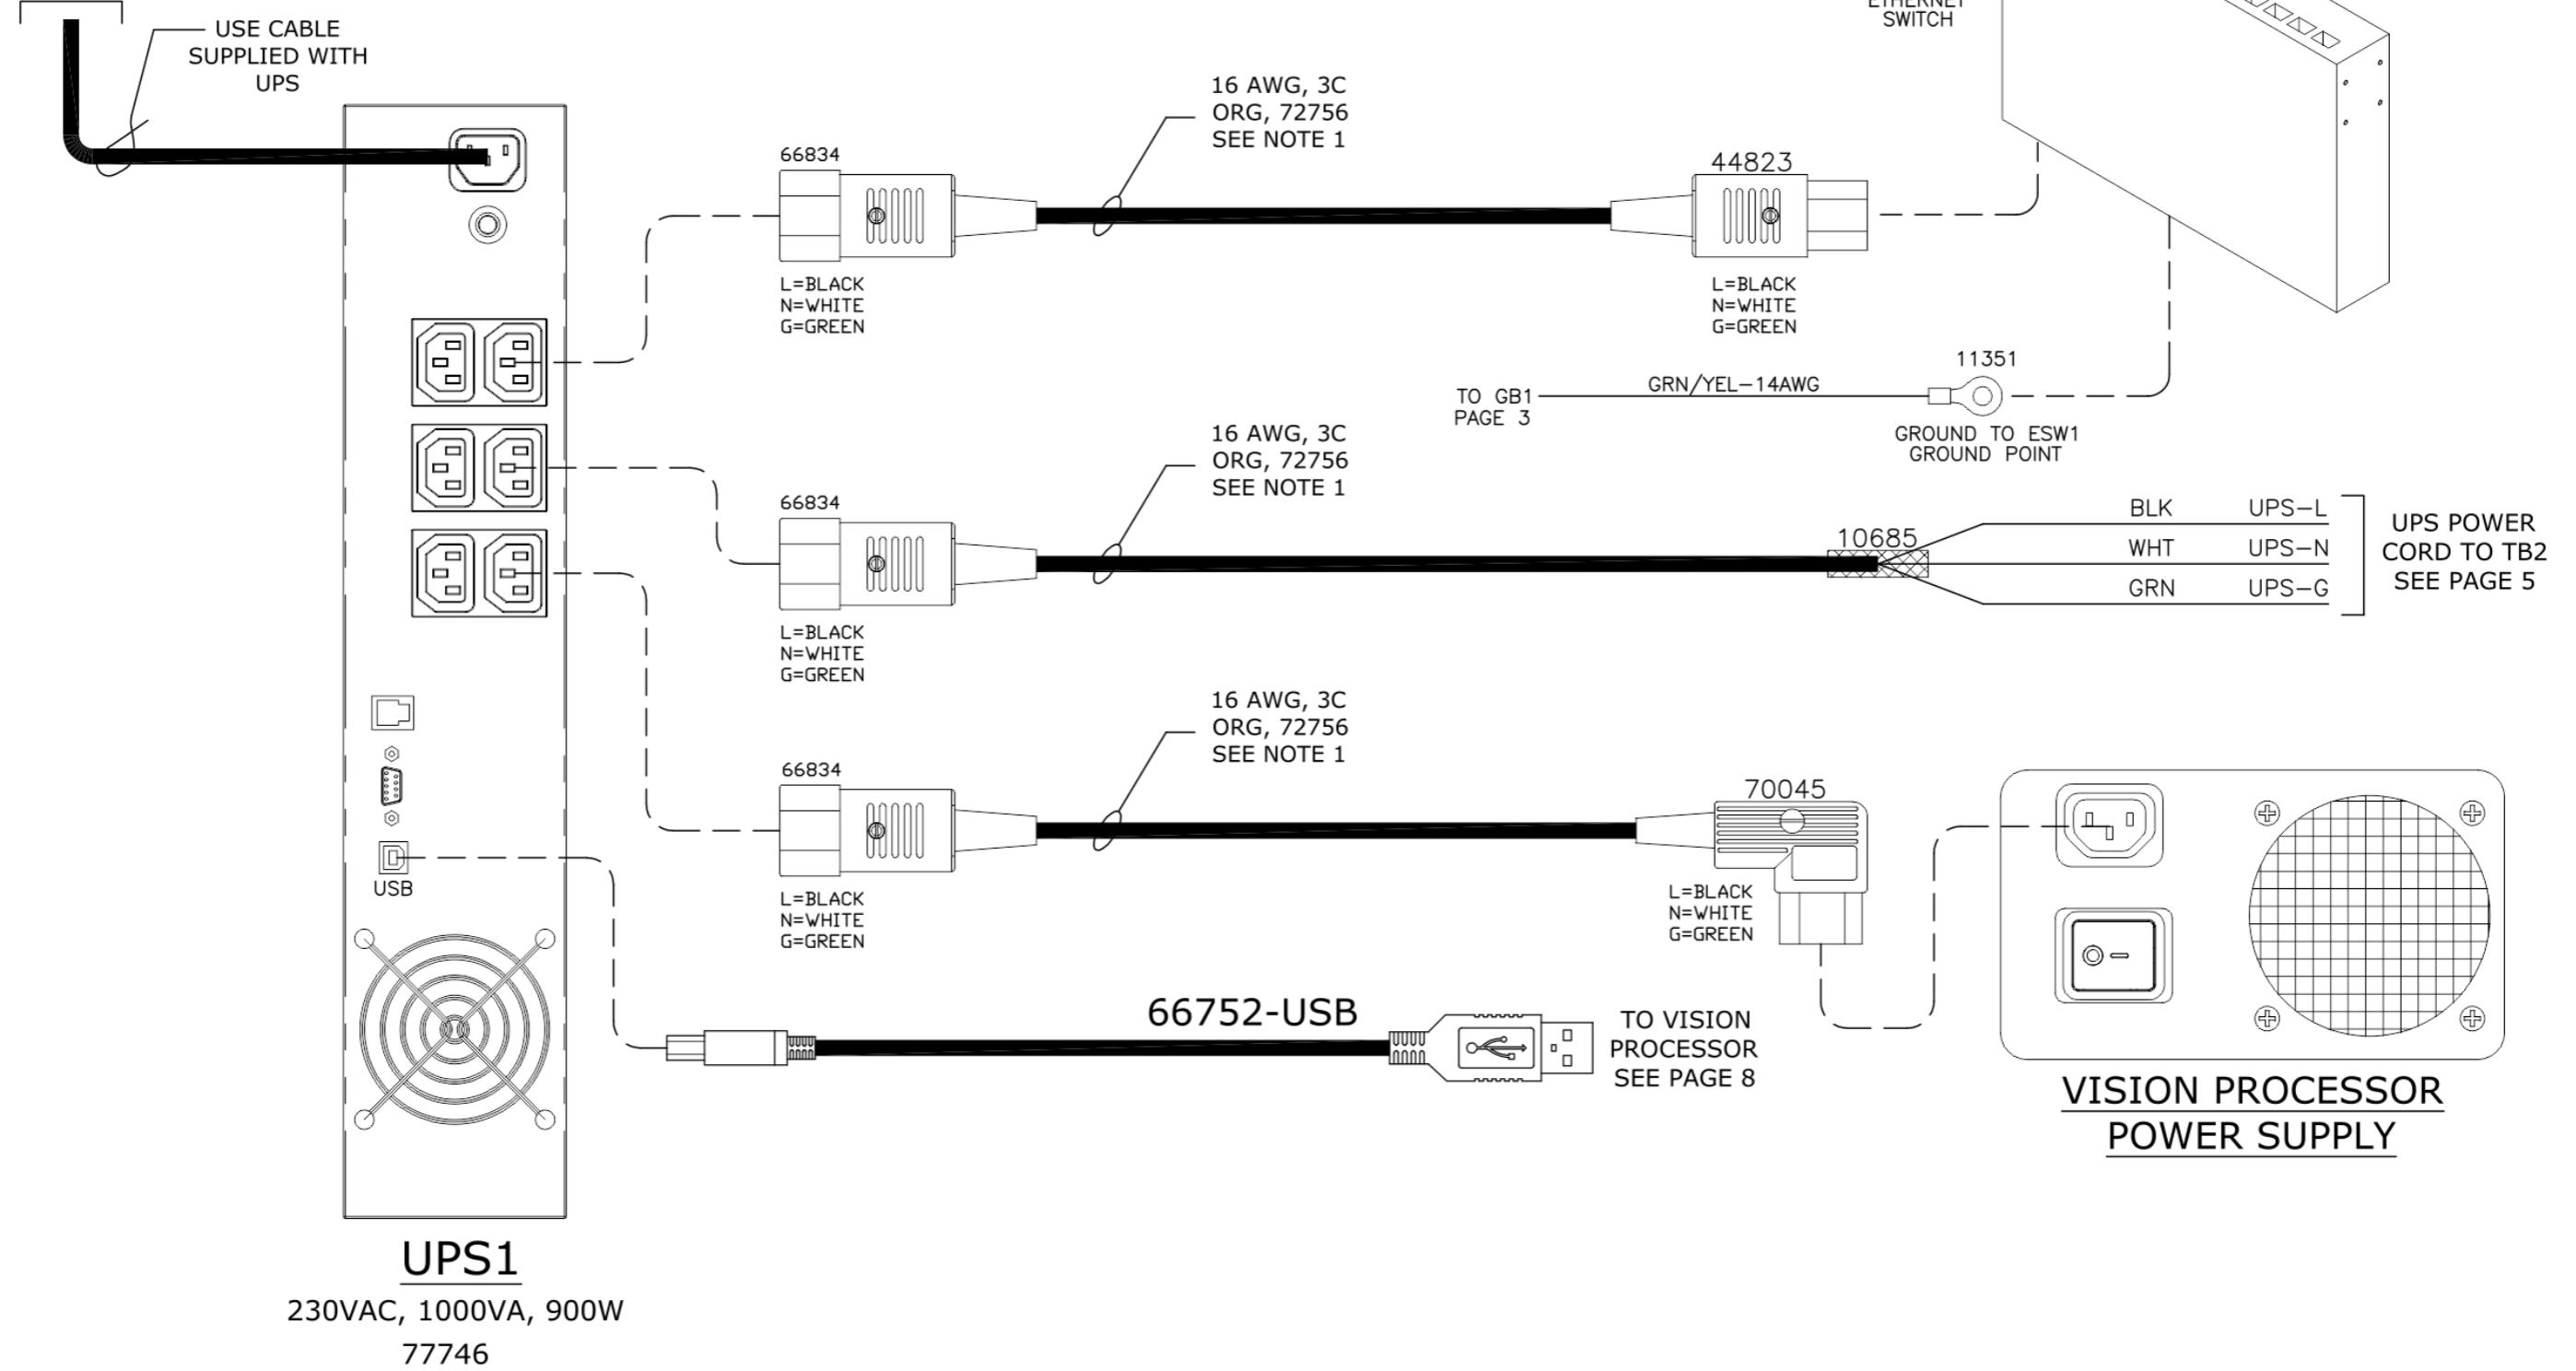 USE CABLE
SUPPLIED WITH
UPS
ETHERNET
SWITCH
16 AWG, 3C
ORG, 72756
SEE NOTE 1
66834
44823
L=BLACK
N=WHITE
G=GREEN
L=BLACK
N=WHITE
G=GREEN
11351
GRN/YEL-14AWG
TO GB1
PAGE 3
GROUND TO ESW1
GROUND POINT
16 AWG, 3C
ORG, 72756
SEE NOTE 1
66834
10685
BLK UPS-L
WHT UPS-N
GRN UPS-G
UPS POWER
CORD TO TB2
SEE PAGE 5
L=BLACK
N=WHITE
G=GREEN
16 AWG, 3C
ORG, 72756
SEE NOTE 1
66834
70045
L=BLACK
N=WHITE
G=GREEN
L=BLACK
N=WHITE
G=GREEN
USB
66752-USB
TO VISION
PROCESSOR
SEE PAGE 8
VISION PROCESSOR
POWER SUPPLY
UPS1
230VAC, 1000VA, 900W
77746